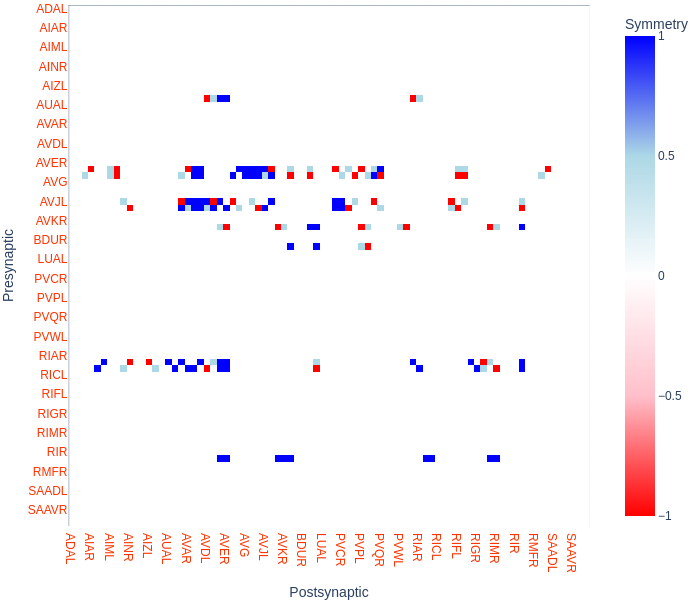 Symmetry
1
0.5
0
−0.5
−1
Presynaptic
ADAL
AIAR
AIML
AINR
AIZL
AUAL
AVAR
AVDL
AVER
AVG
AVJL
AVKR
BDUR
LUAL
PVCR
PVPL
PVQR
PVWL
RIAR
RICL
RIFL
RIGR
RIMR
RIR
RMFR
SAADL
SAAVR
ADAL
AIAR
AIML
AINR
AIZL
AUAL
AVAR
AVDL
AVER
AVG
AVJL
AVKR
BDUR
LUAL
PVCR
PVPL
PVQR
PVWL
RIAR
RICL
RIFL
RIGR
RIMR
RIR
RMFR
SAADL
SAAVR
Postsynaptic